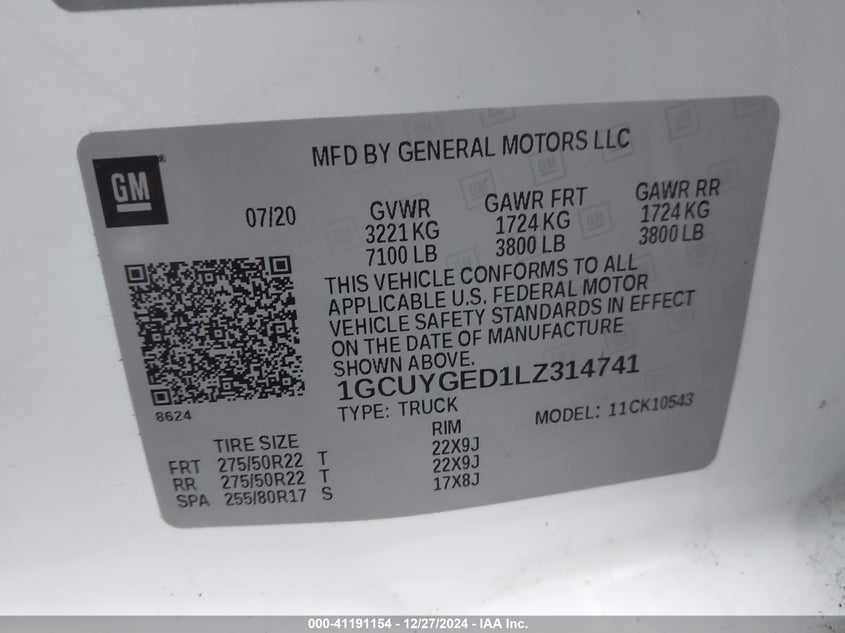 MFD BY GENERAL MOTORS LLC
GM
07/20 GVWR GAWR FRT GAWR RR
3221 KG 1724 KG 1724 KG
7100 LB 3800 LB 3800 LB
THIS VEHICLE CONFORMS TO ALL
APPLICABLE U.S. FEDERAL MOTOR
VEHICLE SAFETY STANDARDS IN EFFECT
ON THE DATE OF MANUFACTURE
SHOWN ABOVE.
1GCUYGED1LZ314741
8624
TYPE: TRUCK MODEL: 11CK10543
TIRE SIZE RIM
FRT 275/50R22 T 22X9J
RR 275/50R22 T 22X9J
SPA 255/80R17 S 17X8J
000-41191154 - 12/27/2024 - IAA Inc.